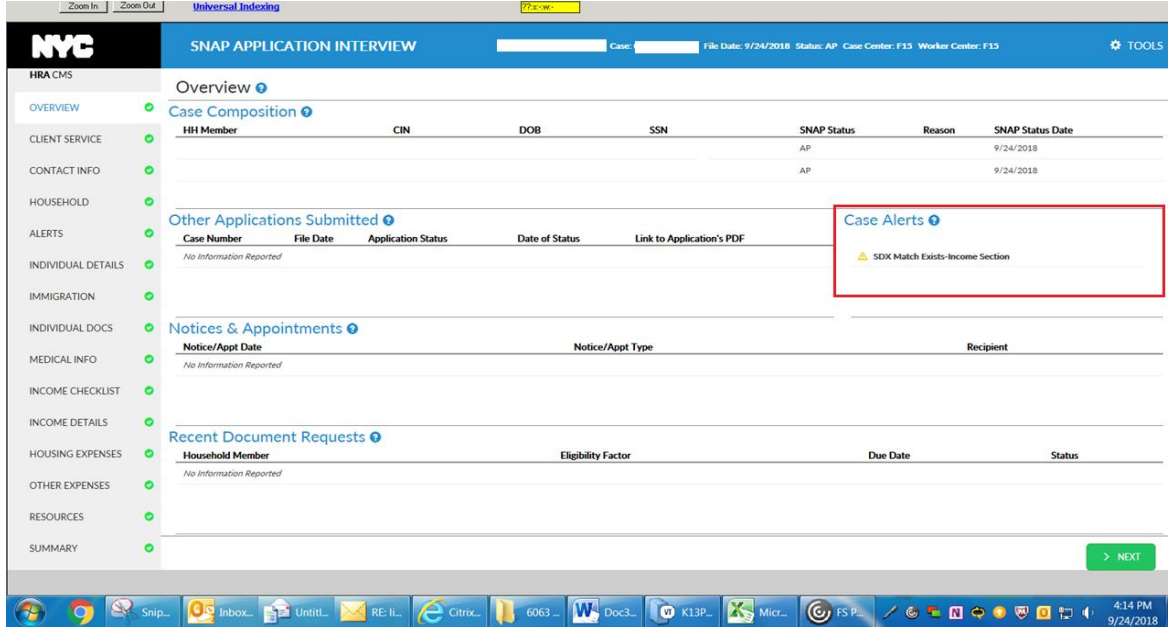 Zoom In Zoom Out Universal Indexing
NYC SNAP APPLICATION INTERVIEW Case: File Date: 9/24/2018 Status: AP Case Center: F15 Worker Center: F15 TOOLS
HRA CMS
OVERVIEW
CLIENT SERVICE
CONTACT INFO
HOUSEHOLD
ALERTS
INDIVIDUAL DETAILS
IMMIGRATION
INDIVIDUAL DOCS
MEDICAL INFO
INCOME CHECKLIST
INCOME DETAILS
HOUSING EXPENSES
OTHER EXPENSES
RESOURCES
SUMMARY
Overview
Case Composition
HH Member CIN DOB SSN SNAP Status Reason SNAP Status Date
AP 9/24/2018
AP 9/24/2018
Other Applications Submitted
Case Number File Date Application Status Date of Status Link to Application's PDF
No Information Reported
Case Alerts
SDX Match Exists-Income Section
Notices & Appointments
Notice/Appt Date Notice/Appt Type Recipient
No Information Reported
Recent Document Requests
Household Member Eligibility Factor Due Date Status
No Information Reported
> NEXT
Snip... Inbox... Untitl... RE: li... Citrix... 6063 ... Doc3... K13P... Micr... FS P... 4:14 PM
9/24/2018